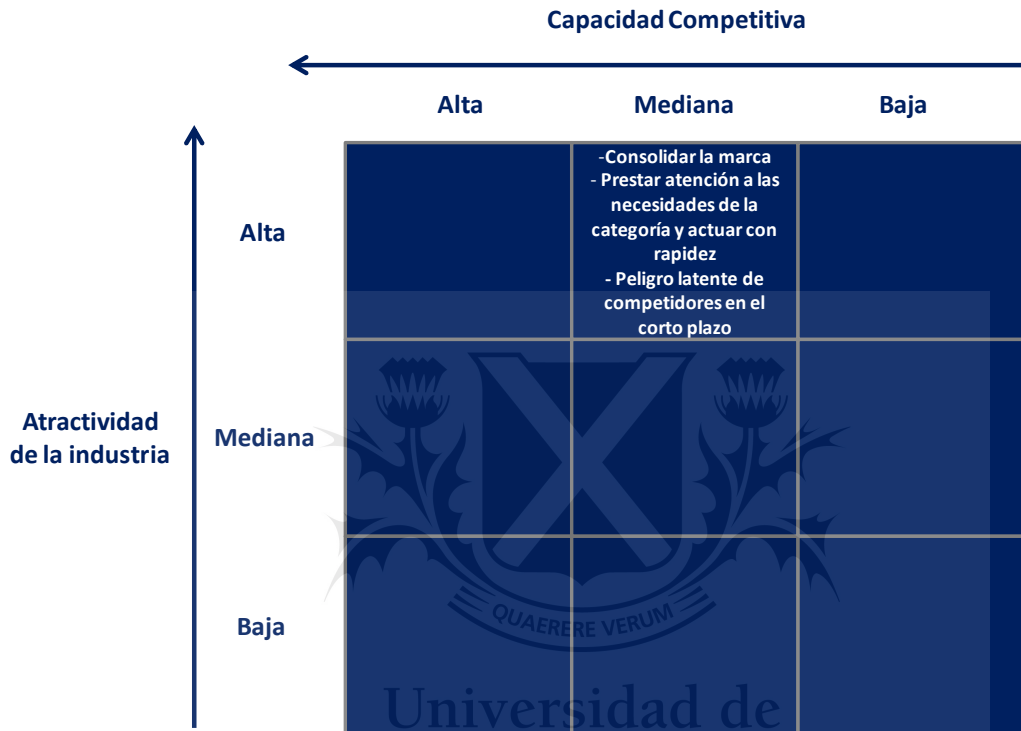 Capacidad Competitiva
Alta
Mediana
Baja
-Consolidar la marca
- Prestar atención a las
necesidades de la
categoría y actuar con
rapidez
- Peligro latente de
competidores en el
corto plazo
Alta
Atractividad
de la industria
Mediana
Baja
QUAERERE VERUM
Universidad de